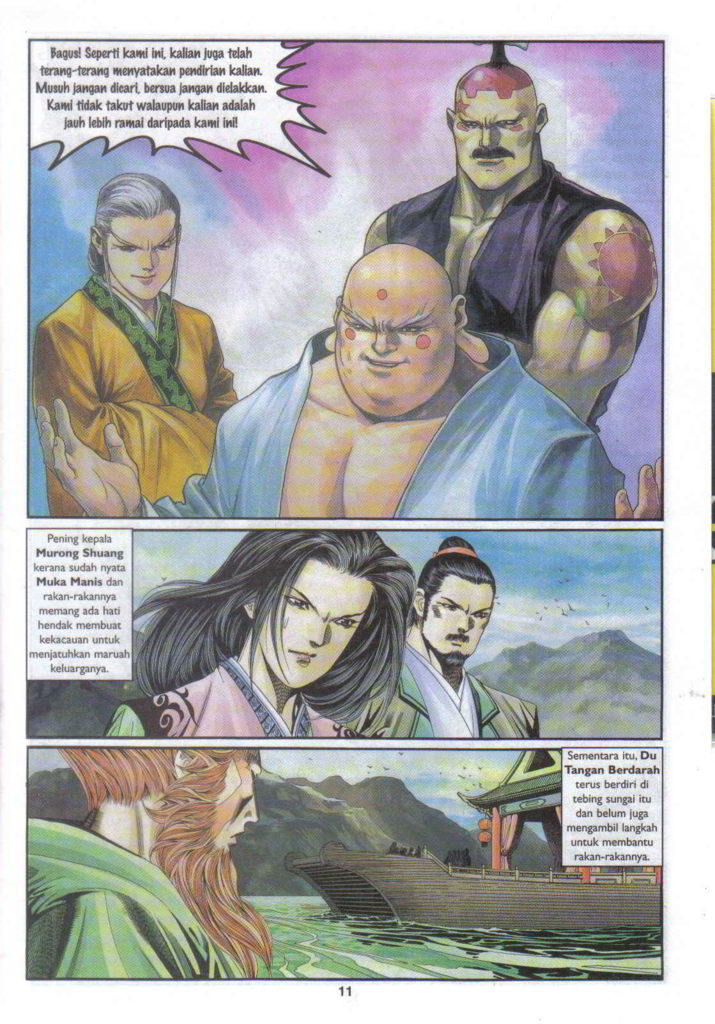 Bagus! Seperti kami ini, kalian juga telah
terang-terang menyatakan pendirian kalian.
Musuh jangan dicari, bersua jangan dielakkan.
Kami tidak takut walaupun kalian adalah
jauh lebih ramai daripada kami ini!
Pening kepala
Murong Shuang
kerana sudah nyata
Muka Manis dan
rakan-rakannya
memang ada hati
hendak membuat
kekacauan untuk
menjatuhkan maruah
keluarganya.
Sementara itu, Du
Tangan Berdarah
terus berdiri di
tebing sungai itu
dan belum juga
mengambil langkah
untuk membantu
rakan-rakannya.
11